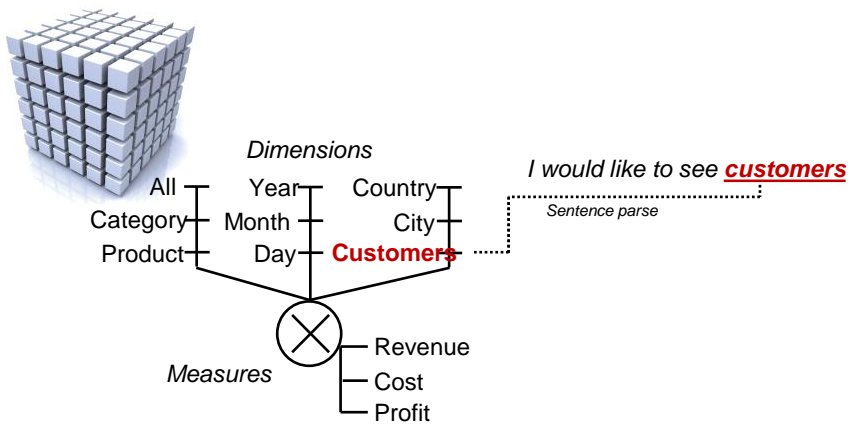 Dimensions
I would like to see customers
All Year Country
Sentence parse
Category Month City
Product Day Customers
Revenue
Measures
Cost
Profit